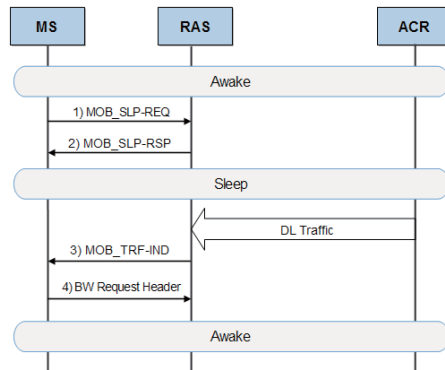 MS
RAS
ACR
Awake
1) MOB_SLP-REQ
2) MOB_SLP-RSP
Sleep
DL Traffic
3) MOB_TRF-IND
4) BW Request Header
Awake